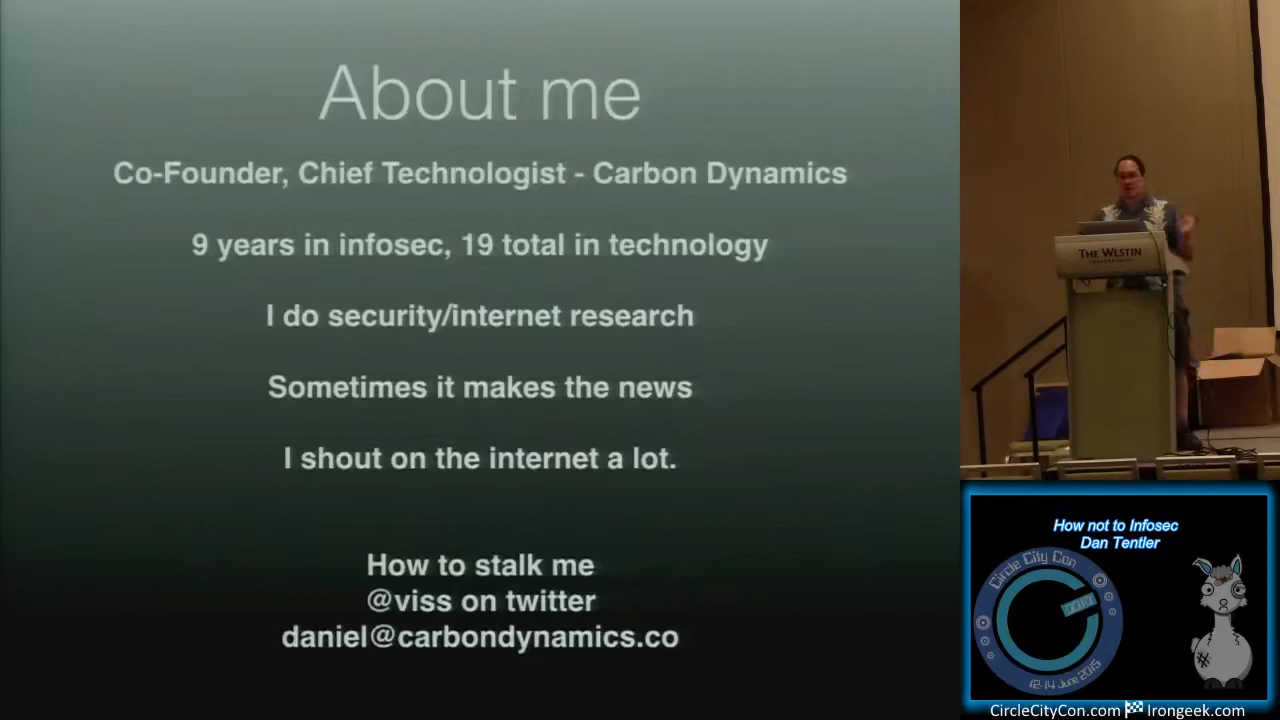 About me
Co-Founder, Chief Technologist - Carbon Dynamics
9 years in infosec, 19 total in technology
I do security/internet research
Sometimes it makes the news
I shout on the internet a lot.
How to stalk me
@viss on twitter
daniel@carbondynamics.co
THE WESTIN
How not to Infosec
Dan Tentler
Circle City Con
12-14 June 2015
CircleCityCon.com Irongeek.com